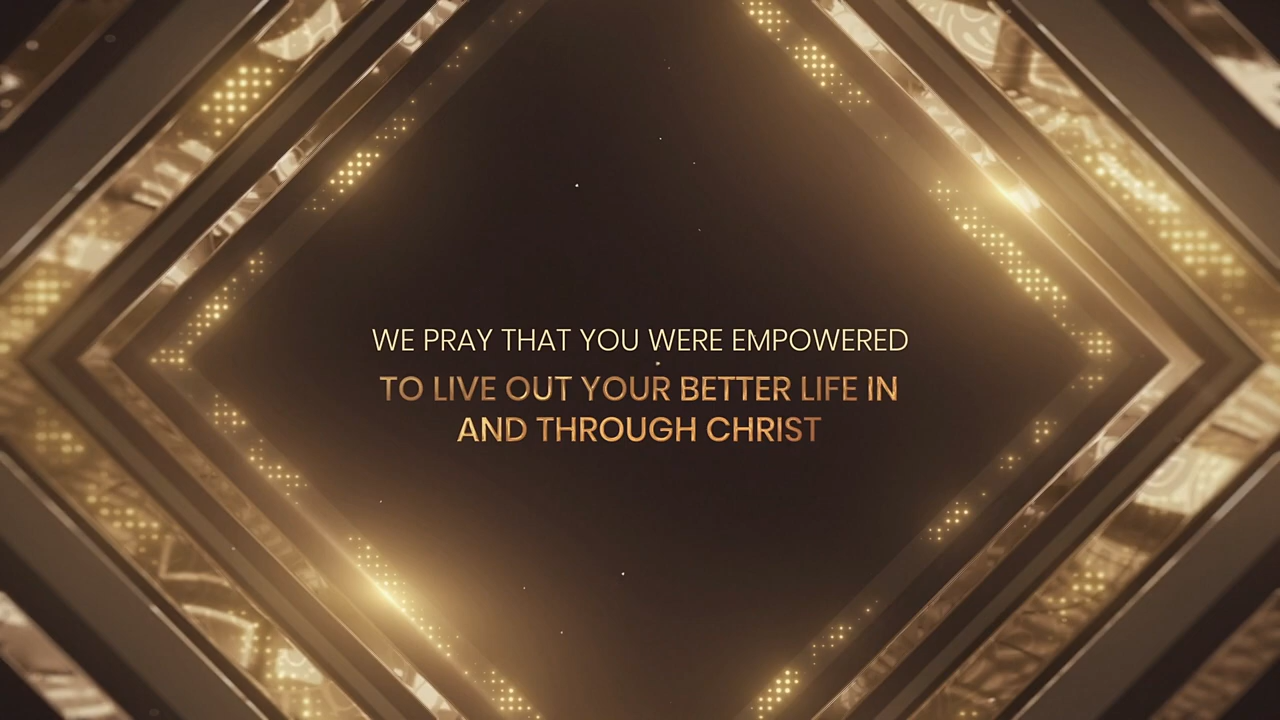 WE PRAY THAT YOU WERE EMPOWERED
TO LIVE OUT YOUR BETTER LIFE IN
AND THROUGH CHRIST